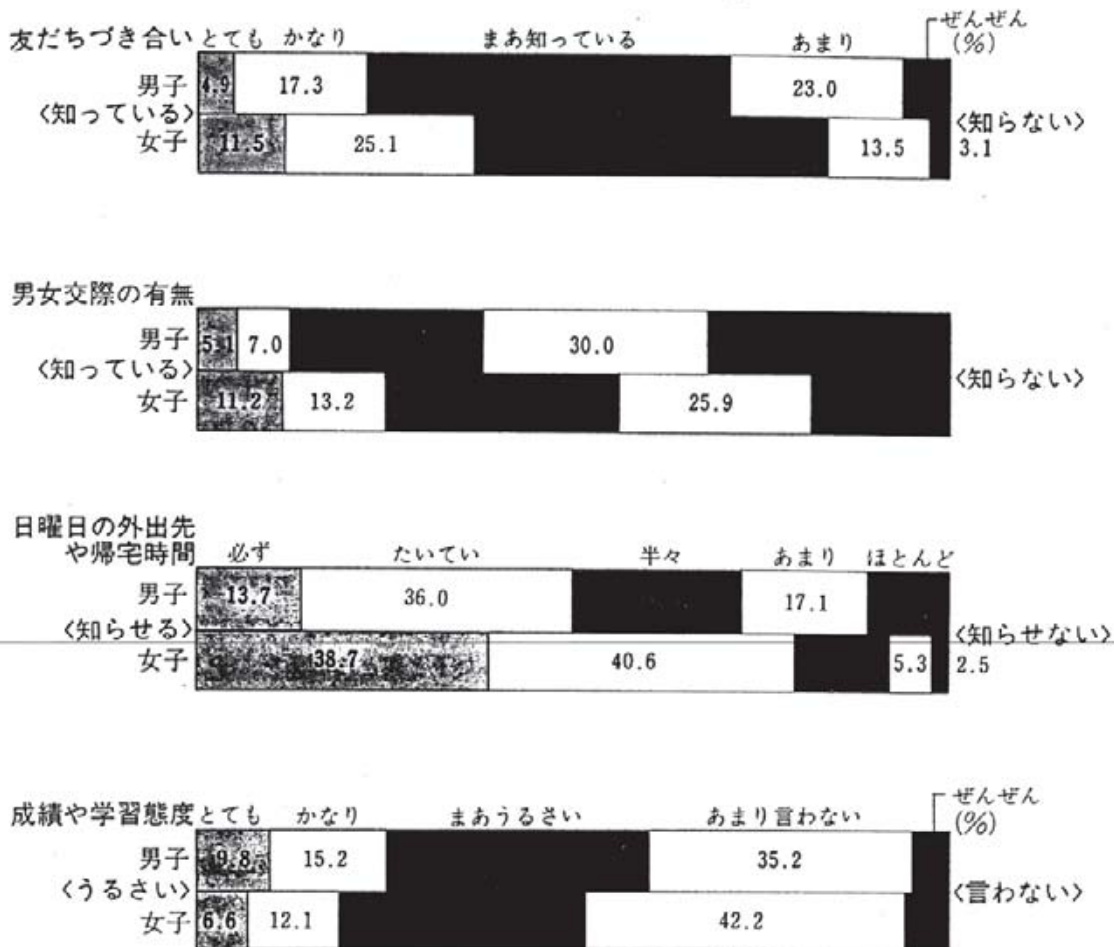 ぜんぜん
友だちづき合い とても かなり まあ知っている あまり (%)
男子 4.9 17.3 23.0
<知っている> <知らない>
女子 11.5 25.1 13.5 3.1
男女交際の有無
男子 5.1 7.0 30.0
<知っている> <知らない>
女子 11.2 13.2 25.9
日曜日の外出先
や帰宅時間 必ず たいてい 半々 あまり ほとんど
男子 13.7 36.0 17.1
<知らせる> <知らせない>
女子 38.7 40.6 5.3 2.5
ぜんぜん
成績や学習態度 とても かなり まあうるさい あまり言わない (%)
男子 9.8 15.2 35.2
<うるさい> <言わない>
女子 6.6 12.1 42.2